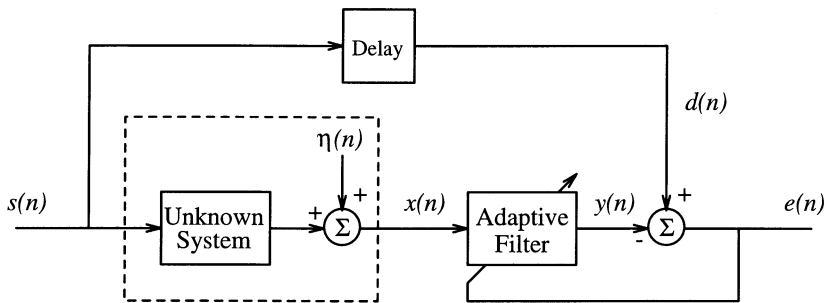 Delay
d(n)
η(n)
s(n)
Unknown
System
+
+
Σ
x(n)
Adaptive
Filter
y(n)
+
-
Σ
e(n)